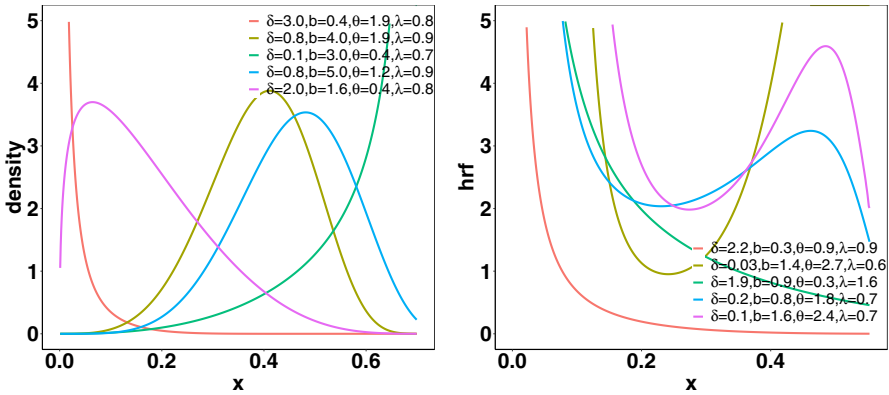 δ=3.0,b=0.4,θ=1.9,λ=0.8
δ=0.8,b=4.0,θ=1.9,λ=0.9
δ=0.1,b=3.0,θ=0.4,λ=0.7
δ=0.8,b=5.0,θ=1.2,λ=0.9
δ=2.0,b=1.6,θ=0.4,λ=0.8
5
4
3
2
1
0
density
0.0 0.2 0.4 0.6
x
5
4
3
2
1
0
hrf
δ=2.2,b=0.3,θ=0.9,λ=0.9
δ=0.03,b=1.4,θ=2.7,λ=0.6
δ=1.9,b=0.9,θ=0.3,λ=1.6
δ=0.2,b=0.8,θ=1.8,λ=0.7
δ=0.1,b=1.6,θ=2.4,λ=0.7
0.0 0.2 0.4
x